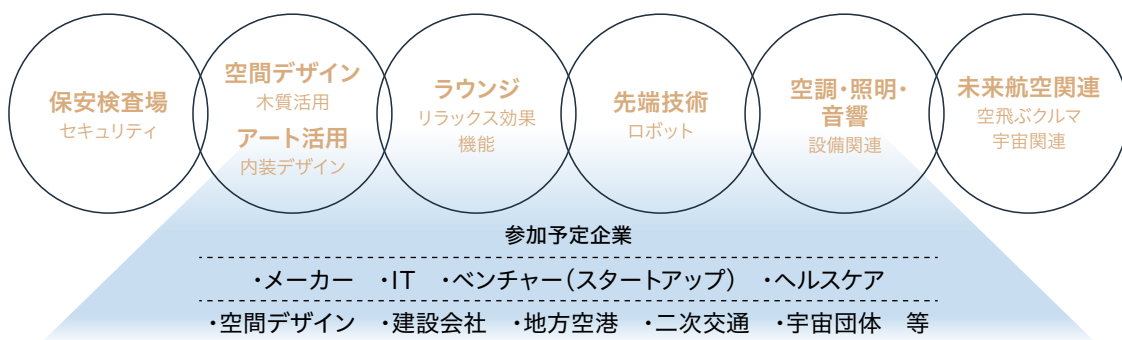 保安検査場
セキュリティ
空間デザイン
木質活用
アート活用
内装デザイン
ラウンジ
リラックス効果
機能
先端技術
ロボット
空調・照明・
音響
設備関連
未来航空関連
空飛ぶクルマ
宇宙関連
参加予定企業
・メーカー ・IT ・ベンチャー（スタートアップ） ・ヘルスケア
・空間デザイン ・建設会社 ・地方空港 ・二次交通 ・宇宙団体 等